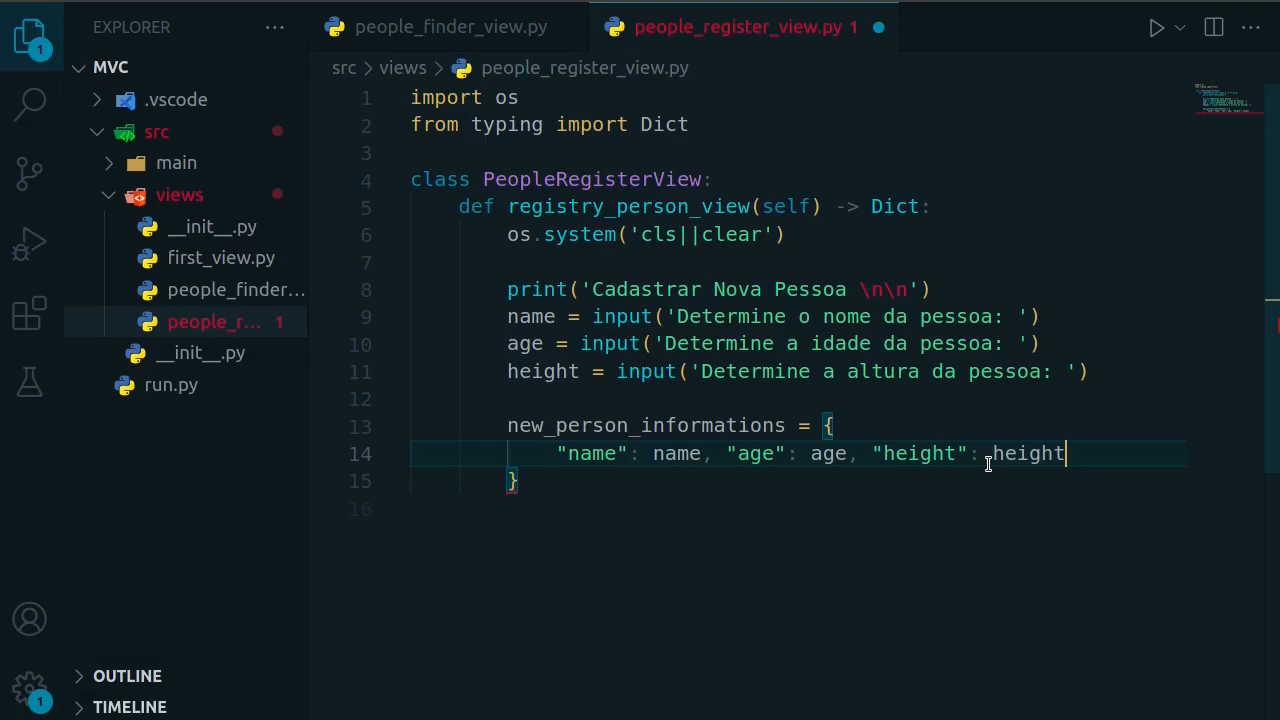 EXPLORER
people_finder_view.py
people_register_view.py 1
1
MVC
src
views
people_register_view.py
.vscode
src
main
views
__init__.py
first_view.py
people_finder...
people_r... 1
__init__.py
run.py
1 import os
2 from typing import Dict
3
4 class PeopleRegisterView:
5 def registry_person_view(self) -> Dict:
6 os.system('cls||clear')
7
8 print('Cadastrar Nova Pessoa \n\n')
9 name = input('Determine o nome da pessoa: ')
10 age = input('Determine a idade da pessoa: ')
11 height = input('Determine a altura da pessoa: ')
12
13 new_person_informations = {
14 "name": name, "age": age, "height": height
15 }
16
OUTLINE
TIMELINE
1